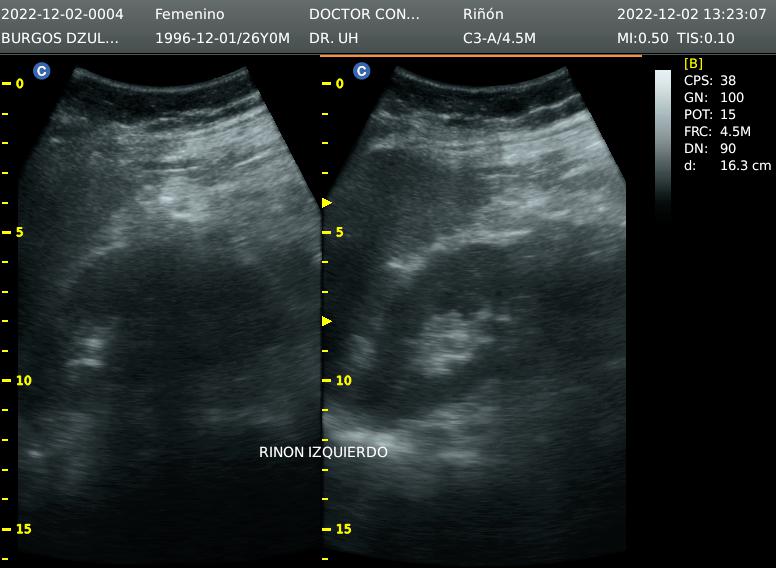 2022-12-02-0004 Femenino DOCTOR CON... Riñón 2022-12-02 13:23:07
BURGOS DZUL... 1996-12-01/26Y0M DR. UH C3-A/4.5M MI:0.50 TIS:0.10
[B]
CPS: 38
GN: 100
POT: 15
FRC: 4.5M
DN: 90
d: 16.3 cm
C C
0 0
5 5
10 10
RINON IZQUIERDO
15 15